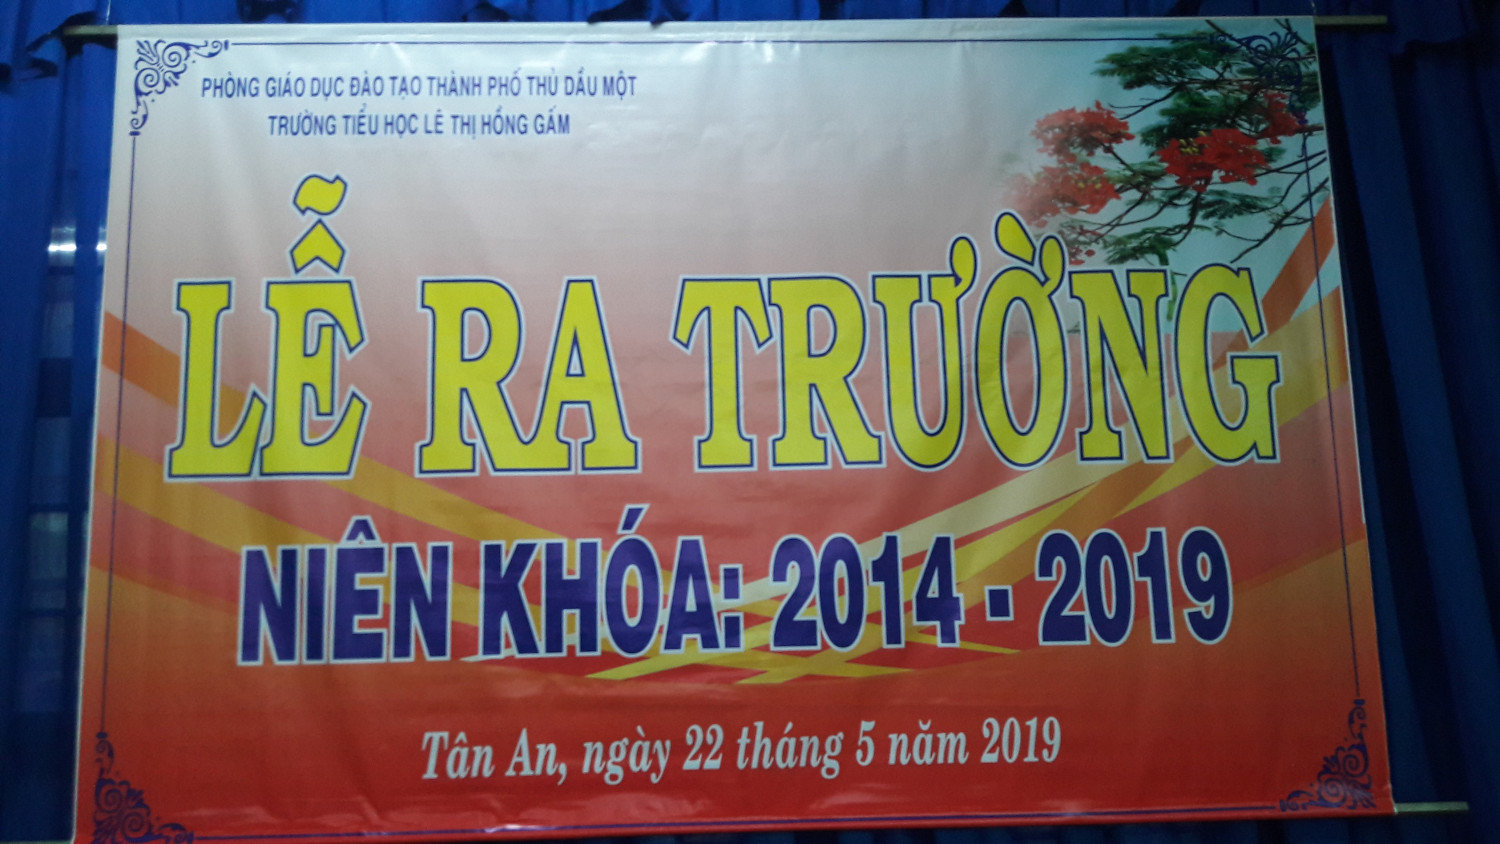 PHÒNG GIÁO DỤC ĐÀO TẠO THÀNH PHỐ THỦ DẦU MỘT
TRƯỜNG TIỂU HỌC LÊ THỊ HỒNG GẤM
LỄ RA TRƯỜNG
NIÊN KHÓA: 2014 - 2019
Tân An, ngày 22 tháng 5 năm 2019